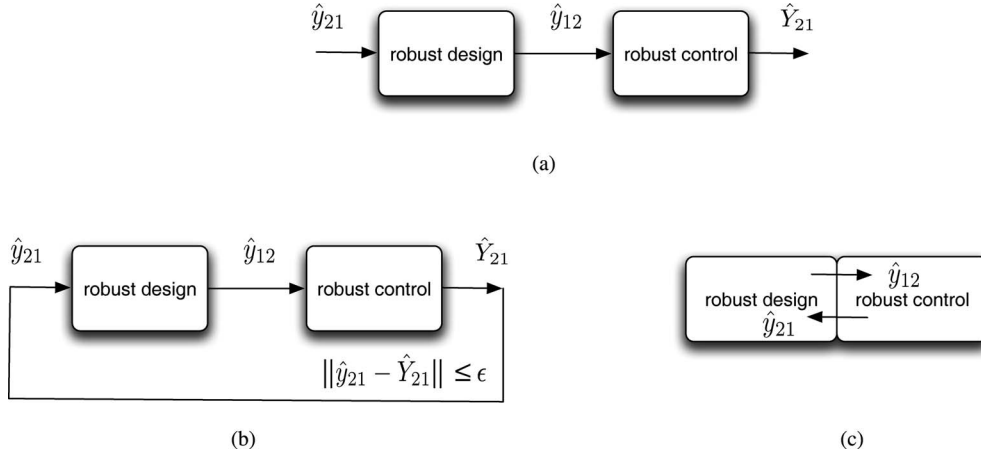 ŷ₂₁ ŷ₁₂ Ŷ₂₁
robust design robust control
(a)
ŷ₂₁ ŷ₁₂ Ŷ₂₁
robust design robust control
‖ŷ₂₁ − Ŷ₂₁‖ ≤ ϵ
(b)
ŷ₁₂
robust design robust control
ŷ₂₁
(c)